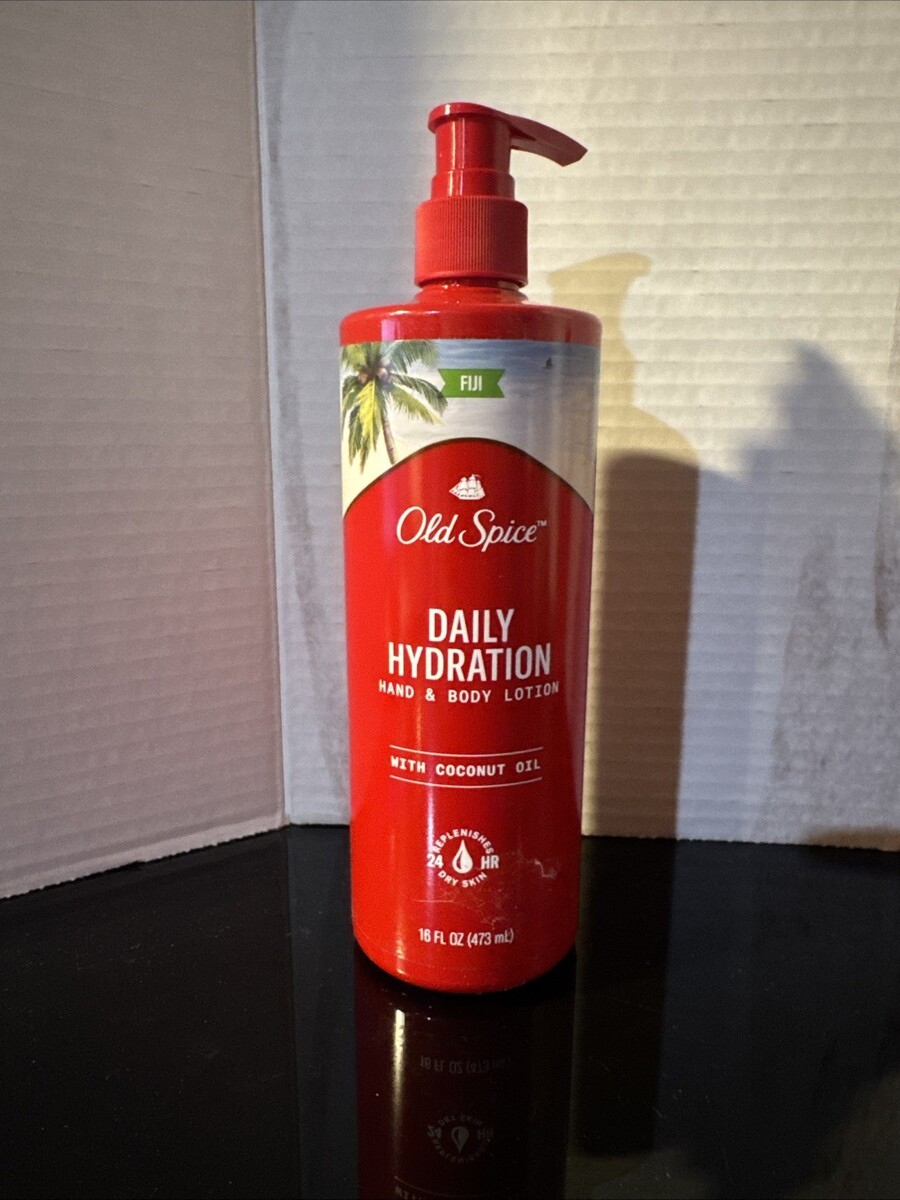 FIJI
Old Spice™
DAILY
HYDRATION
HAND & BODY LOTION
WITH COCONUT OIL
REPLENISHES
24 HR
DRY SKIN
16 FL OZ (473 mL)